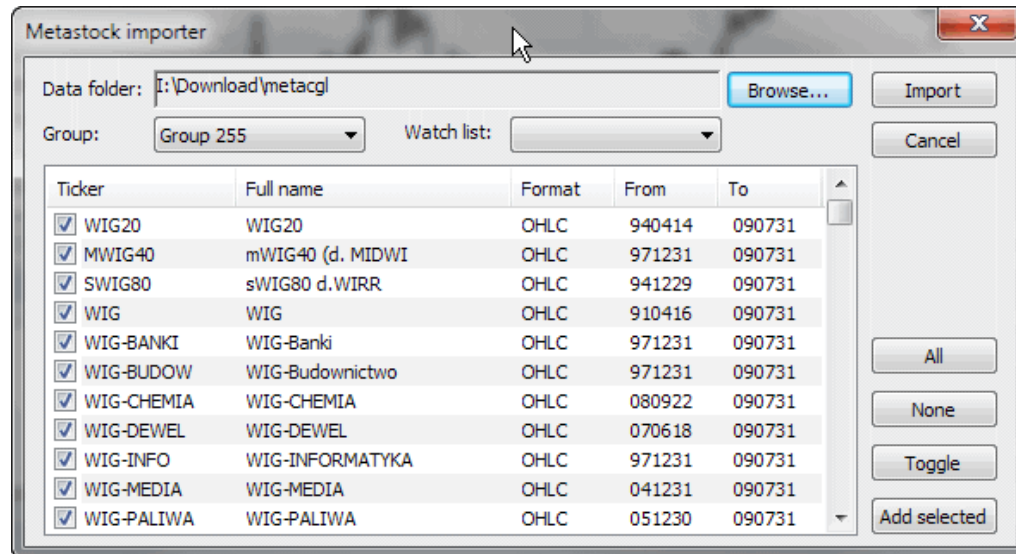 Metastock importer
Data folder: I:\Download\metacgl Browse... Import
Group: Group 255 Watch list: Cancel
Ticker Full name Format From To
WIG20 WIG20 OHLC 940414 090731
MWIG40 mWIG40 (d. MIDWI OHLC 971231 090731
SWIG80 sWIG80 d.WIRR OHLC 941229 090731
WIG WIG OHLC 910416 090731
WIG-BANKI WIG-Banki OHLC 971231 090731
WIG-BUDOW WIG-Budownictwo OHLC 971231 090731
WIG-CHEMIA WIG-CHEMIA OHLC 080922 090731
WIG-DEWEL WIG-DEWEL OHLC 070618 090731
WIG-INFO WIG-INFORMATYKA OHLC 971231 090731
WIG-MEDIA WIG-MEDIA OHLC 041231 090731
WIG-PALIWA WIG-PALIWA OHLC 051230 090731
All
None
Toggle
Add selected